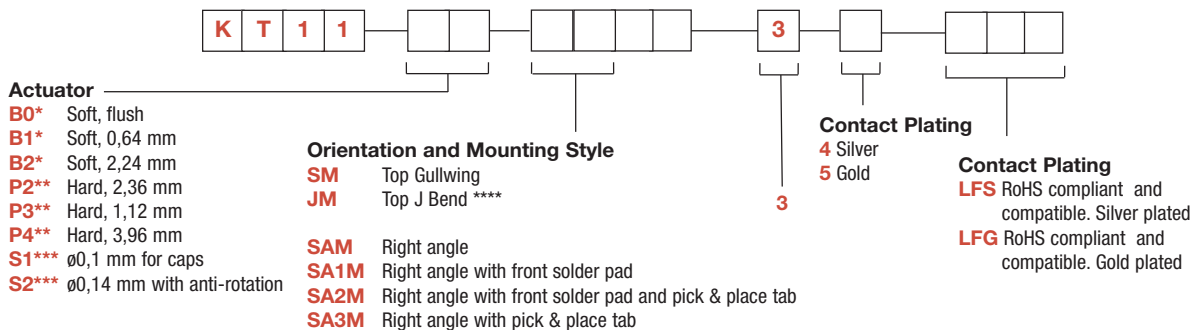 K T 1 1 3
Actuator
B0* Soft, flush
B1* Soft, 0,64 mm
B2* Soft, 2,24 mm
P2** Hard, 2,36 mm
P3** Hard, 1,12 mm
P4** Hard, 3,96 mm
S1*** ø0,1 mm for caps
S2*** ø0,14 mm with anti-rotation
Orientation and Mounting Style
SM Top Gullwing
JM Top J Bend ****
SAM Right angle
SA1M Right angle with front solder pad
SA2M Right angle with front solder pad and pick & place tab
SA3M Right angle with pick & place tab
3
Contact Plating
4 Silver
5 Gold
Contact Plating
LFS RoHS compliant and
compatible. Silver plated
LFG RoHS compliant and
compatible. Gold plated